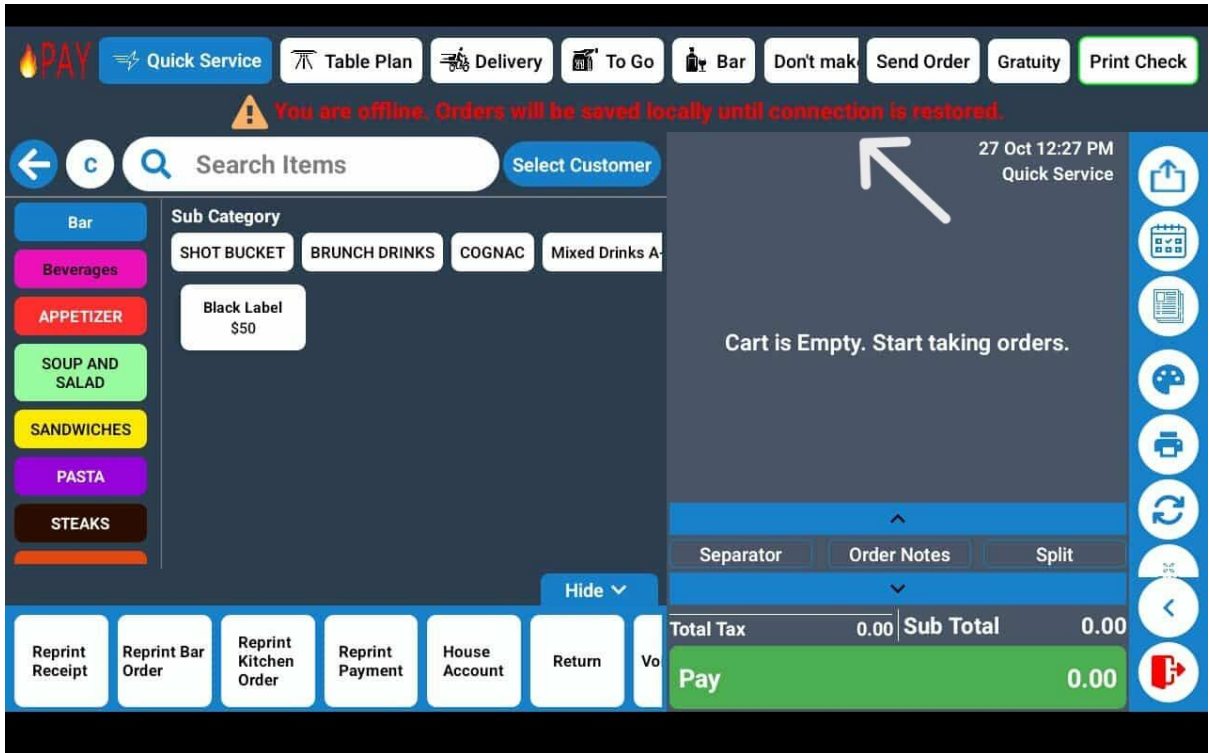 PAY
Quick Service
Table Plan
Delivery
To Go
Bar
Don't mak
Send Order
Gratuity
Print Check
You are offline. Orders will be saved locally until connection is restored.
C
Search Items
Select Customer
27 Oct 12:27 PM
Quick Service
Bar
Beverages
APPETIZER
SOUP AND
SALAD
SANDWICHES
PASTA
STEAKS
Sub Category
SHOT BUCKET
BRUNCH DRINKS
COGNAC
Mixed Drinks A-
Black Label
$50
Cart is Empty. Start taking orders.
Separator
Order Notes
Split
Hide
Total Tax 0.00
Sub Total 0.00
Reprint
Receipt
Reprint Bar
Order
Reprint
Kitchen
Order
Reprint
Payment
House
Account
Return
Vo
Pay 0.00